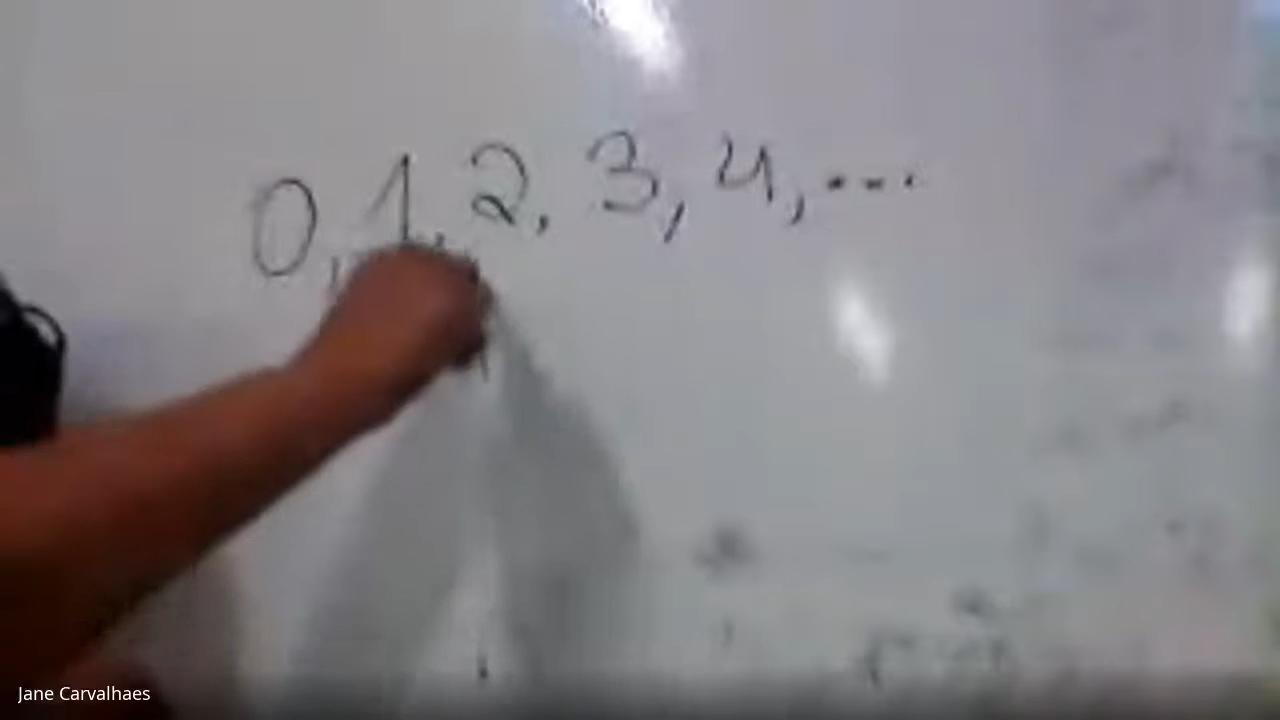 0, 1, 2, 3, 4, ...
Jane Carvalhaes